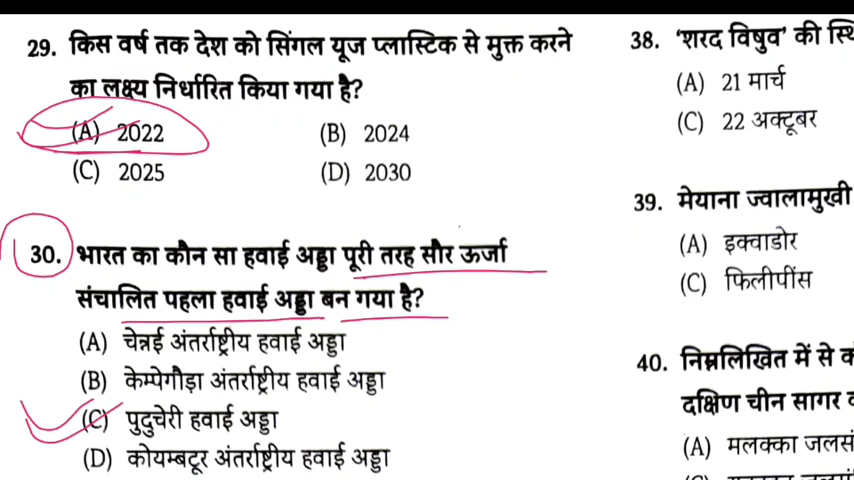 29. किस वर्ष तक देश को सिंगल यूज प्लास्टिक से मुक्त करने
का लक्ष्य निर्धारित किया गया है?
(A) 2022 (B) 2024
(C) 2025 (D) 2030
30. भारत का कौन सा हवाई अड्डा पूरी तरह सौर ऊर्जा
संचालित पहला हवाई अड्डा बन गया है?
(A) चेन्नई अंतर्राष्ट्रीय हवाई अड्डा
(B) केम्पेगौड़ा अंतर्राष्ट्रीय हवाई अड्डा
(C) पुदुचेरी हवाई अड्डा
(D) कोयम्बटूर अंतर्राष्ट्रीय हवाई अड्डा
38. 'शरद विषुव' की
(A) 21 मार्च
(C) 22 अक्टूबर
39. मेयाना ज्वालामुखी
(A) इक्वाडोर
(C) फिलीपींस
40. निम्नलिखित में से
दक्षिण चीन सागर
(A) मलक्का